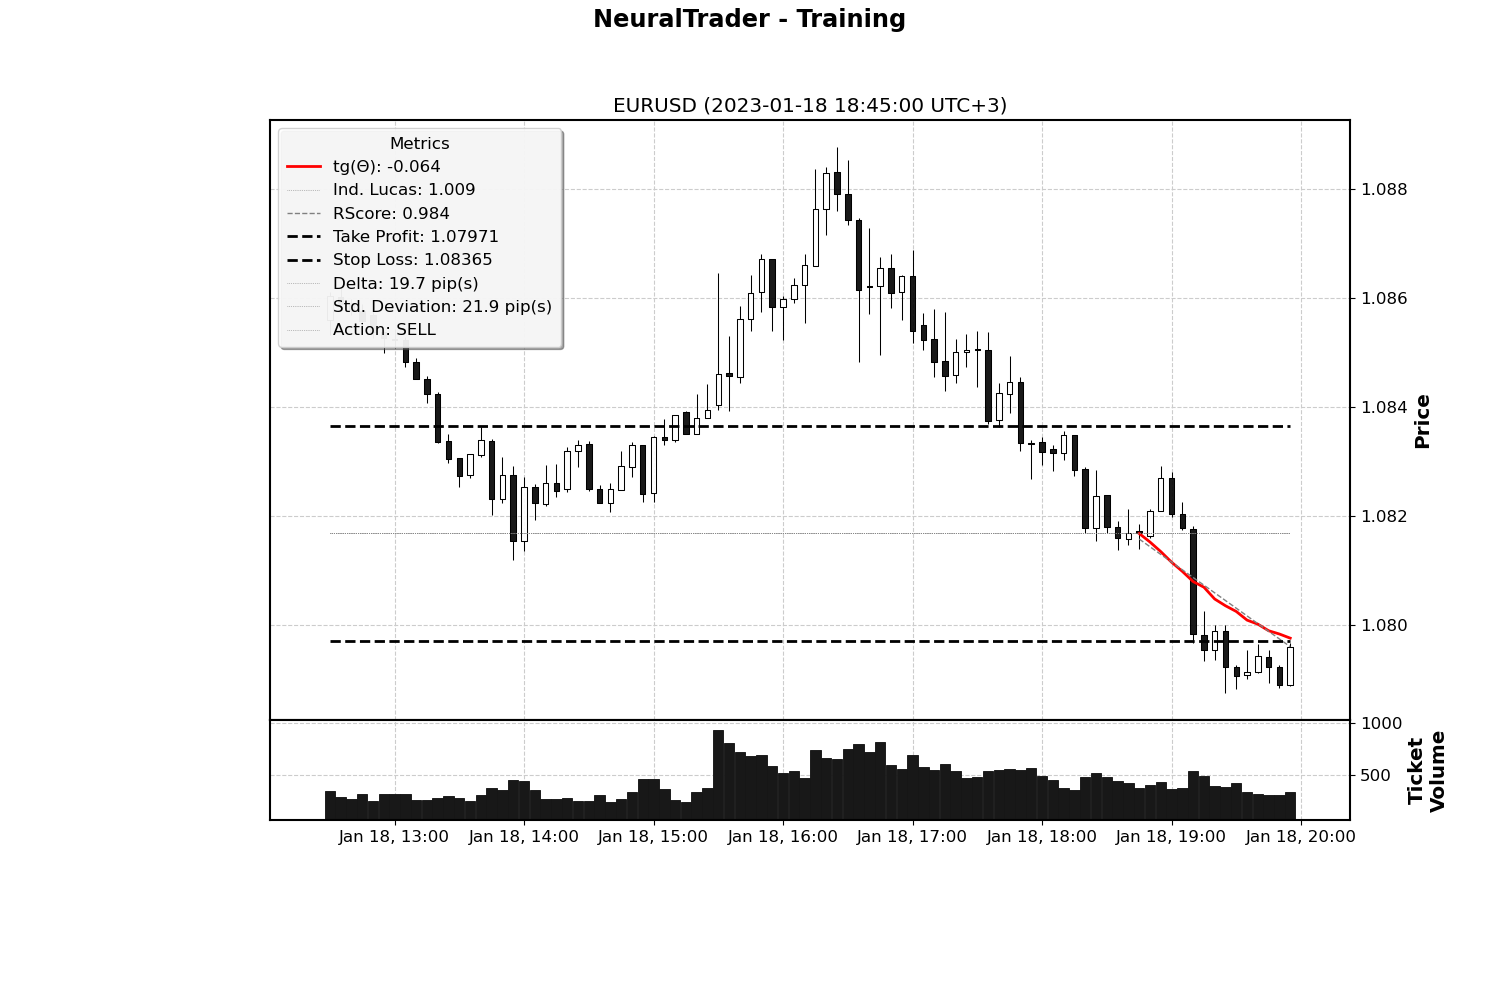 NeuralTrader - Training
EURUSD (2023-01-18 18:45:00 UTC+3)
Metrics
tg(Θ): -0.064
Ind. Lucas: 1.009
RScore: 0.984
Take Profit: 1.07971
Stop Loss: 1.08365
Delta: 19.7 pip(s)
Std. Deviation: 21.9 pip(s)
Action: SELL
1.088
1.086
1.084
1.082
1.080
Price
1000
500
Ticket
Volume
Jan 18, 13:00
Jan 18, 14:00
Jan 18, 15:00
Jan 18, 16:00
Jan 18, 17:00
Jan 18, 18:00
Jan 18, 19:00
Jan 18, 20:00